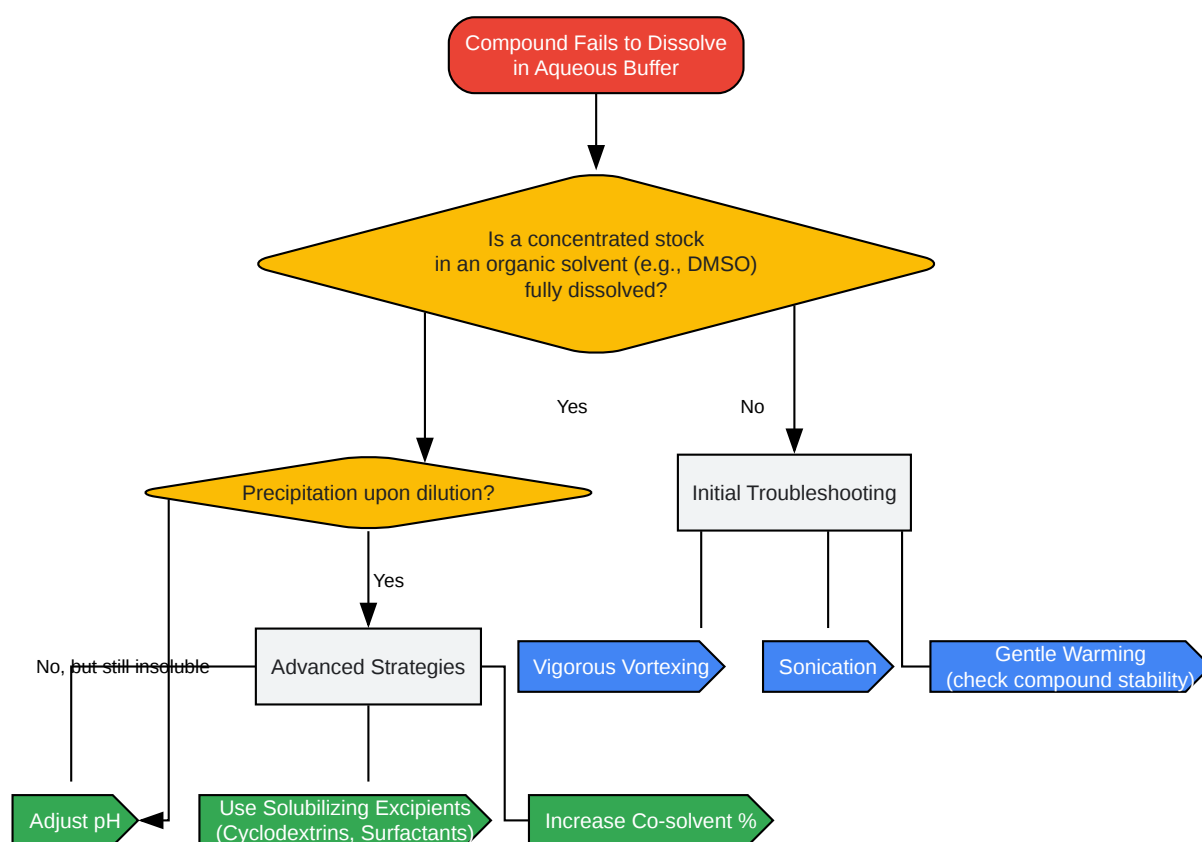 Compound Fails to Dissolve
in Aqueous Buffer
Is a concentrated stock
in an organic solvent (e.g., DMSO)
fully dissolved?
Yes
No
Precipitation upon dilution?
Initial Troubleshooting
Yes
No, but still insoluble
Advanced Strategies
Vigorous Vortexing
Sonication
Gentle Warming
(check compound stability)
Adjust pH
Use Solubilizing Excipients
(Cyclodextrins, Surfactants)
Increase Co-solvent %